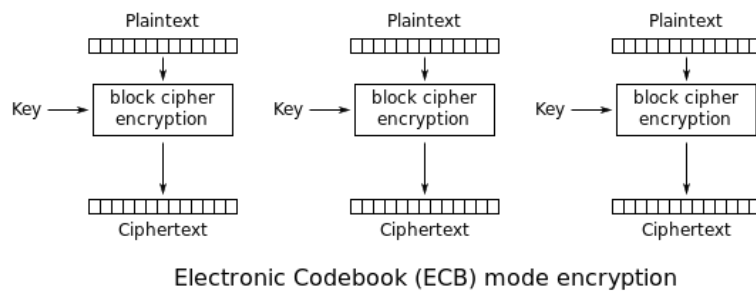 Plaintext Plaintext Plaintext
Key block cipher encryption Key block cipher encryption Key block cipher encryption
Ciphertext Ciphertext Ciphertext
Electronic Codebook (ECB) mode encryption